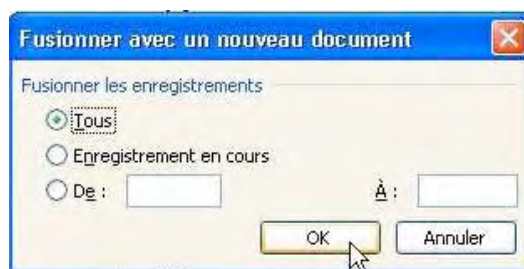 Fusionner avec un nouveau document
Fusionner les enregistrements
Tous
Enregistrement en cours
De : À :
OK Annuler